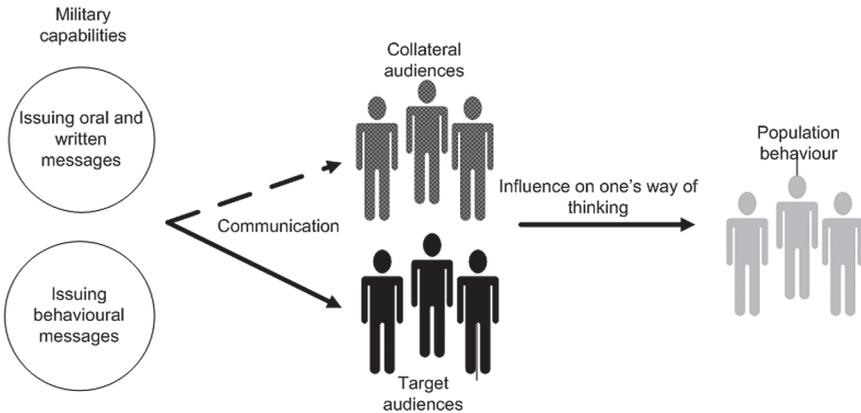 Military
capabilities
Issuing oral and
written
messages
Issuing
behavioural
messages
Communication
Collateral
audiences
Target
audiences
Influence on one's way of
thinking
Population
behaviour